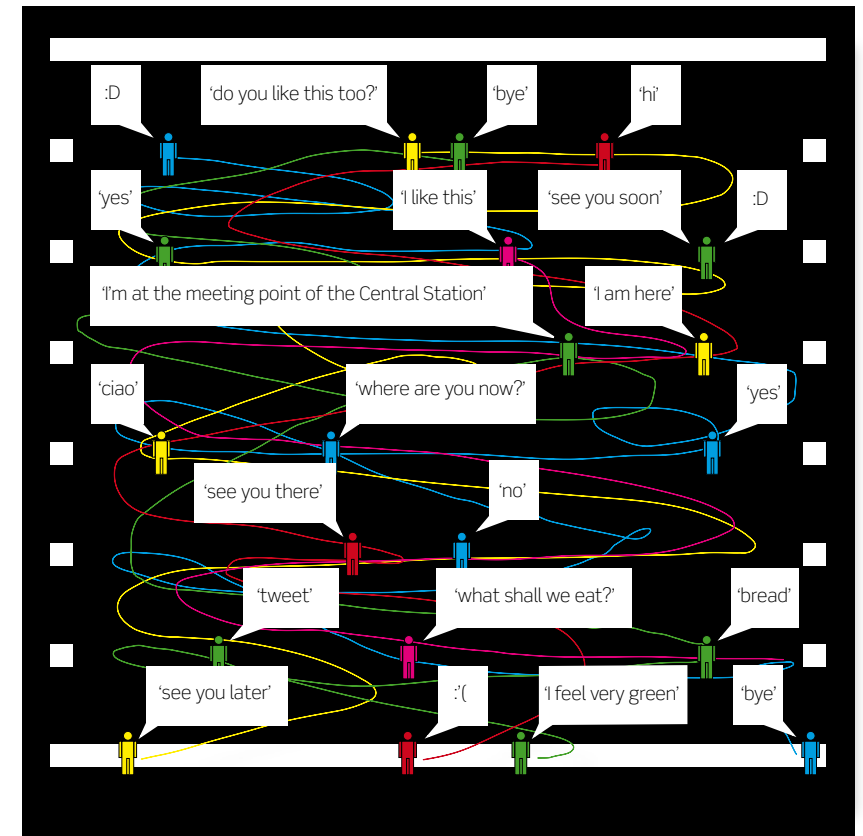 :D
‘do you like this too?’
‘bye’
‘hi’
‘yes’
‘I like this’
‘see you soon’
:D
‘I’m at the meeting point of the Central Station’
‘I am here’
‘ciao’
‘where are you now?’
‘yes’
‘see you there’
‘no’
‘tweet’
‘what shall we eat?’
‘bread’
‘see you later’
:’(
‘I feel very green’
‘bye’